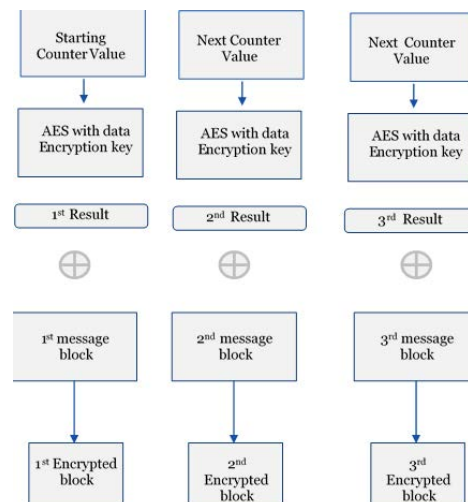 Starting
Counter Value
Next Counter
Value
Next Counter
Value
AES with data
Encryption key
AES with data
Encryption key
AES with data
Encryption key
1st Result
2nd Result
3rd Result
1st message
block
2nd message
block
3rd message
block
1st Encrypted
block
2nd
Encrypted
block
3rd
Encrypted
block